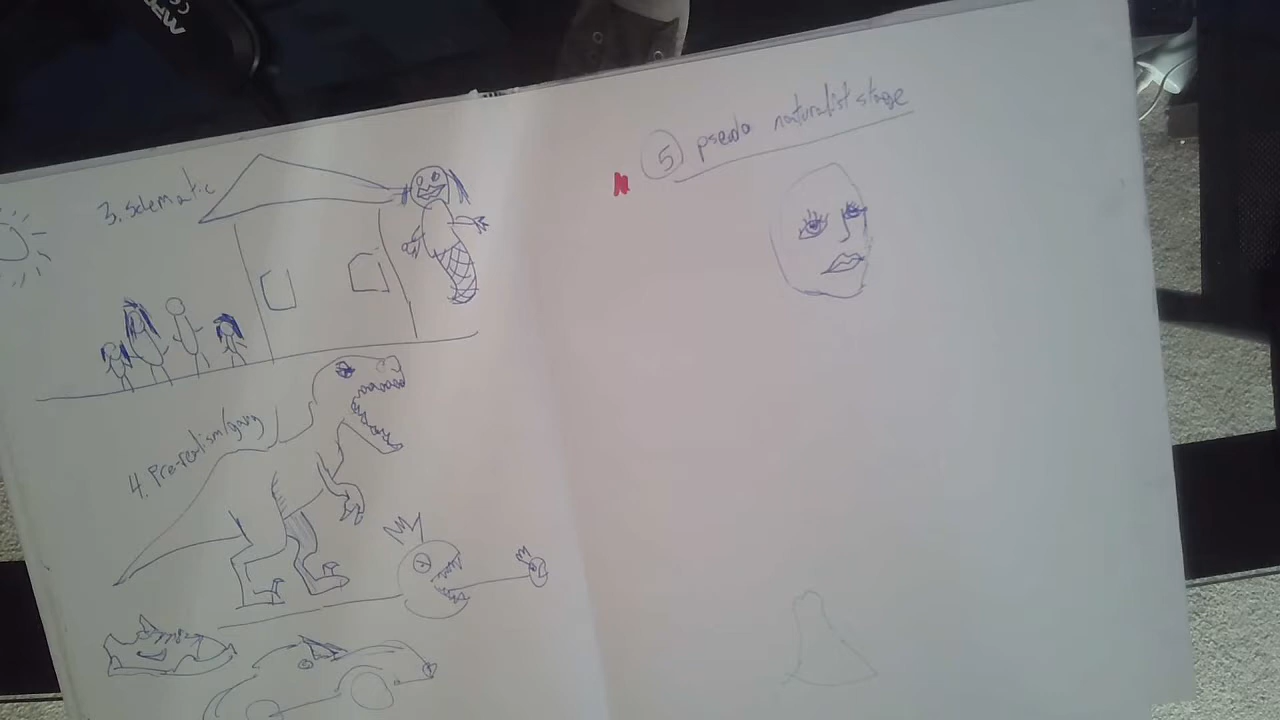 3. Schematic
4. Pre-realism/gang
5 pseudo naturalist stage